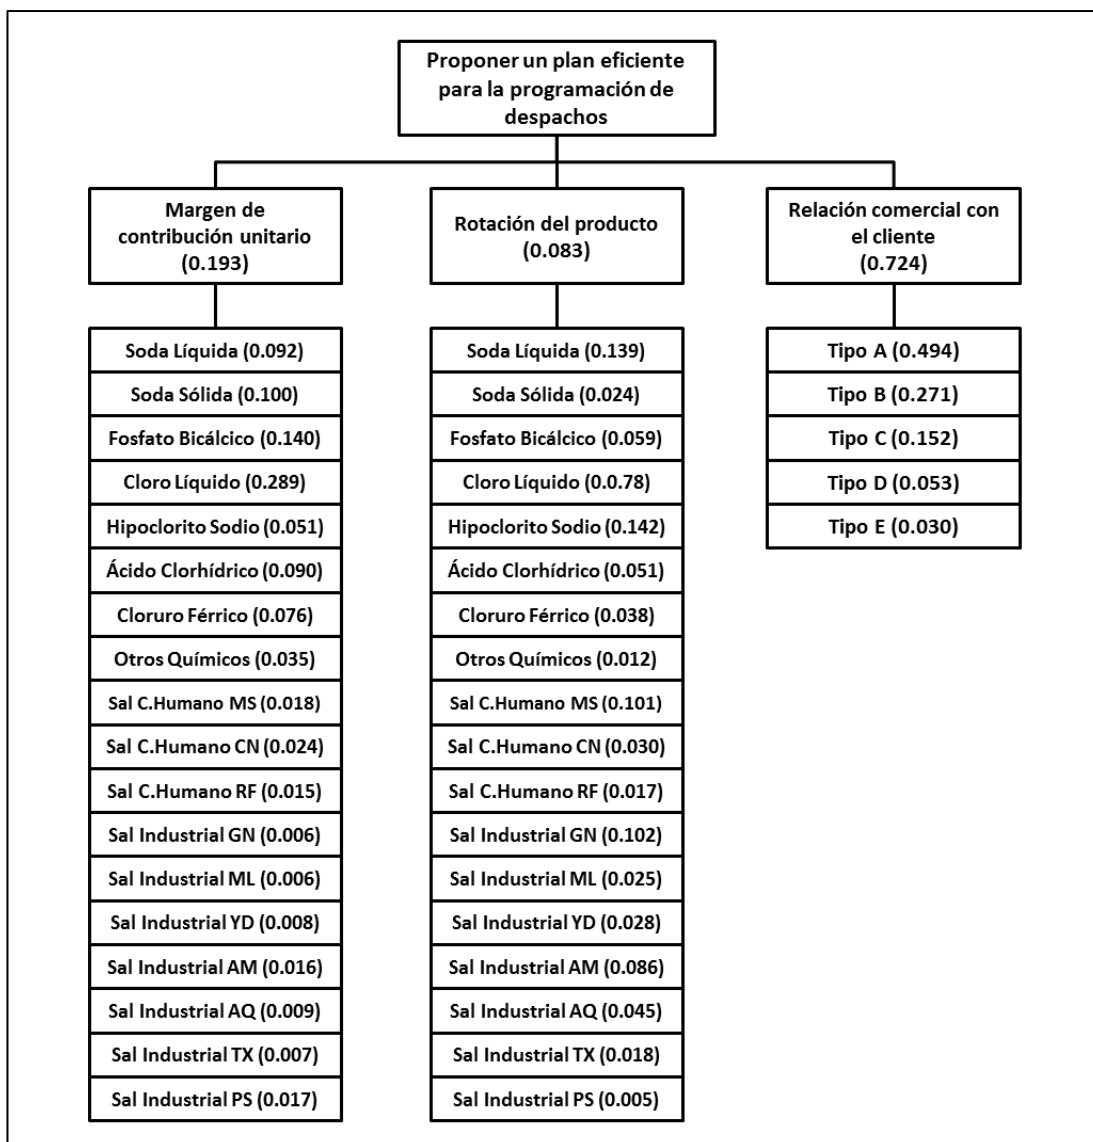 Proponer un plan eficiente
para la programación de
despachos
Margen de
contribución unitario
(0.193)
Rotación del producto
(0.083)
Relación comercial con
el cliente
(0.724)
Soda Líquida (0.092)
Soda Sólida (0.100)
Fosfato Bicálcico (0.140)
Cloro Líquido (0.289)
Hipoclorito Sodio (0.051)
Ácido Clorhídrico (0.090)
Cloruro Férrico (0.076)
Otros Químicos (0.035)
Sal C.Humano MS (0.018)
Sal C.Humano CN (0.024)
Sal C.Humano RF (0.015)
Sal Industrial GN (0.006)
Sal Industrial ML (0.006)
Sal Industrial YD (0.008)
Sal Industrial AM (0.016)
Sal Industrial AQ (0.009)
Sal Industrial TX (0.007)
Sal Industrial PS (0.017)
Soda Líquida (0.139)
Soda Sólida (0.024)
Fosfato Bicálcico (0.059)
Cloro Líquido (0.0.78)
Hipoclorito Sodio (0.142)
Ácido Clorhídrico (0.051)
Cloruro Férrico (0.038)
Otros Químicos (0.012)
Sal C.Humano MS (0.101)
Sal C.Humano CN (0.030)
Sal C.Humano RF (0.017)
Sal Industrial GN (0.102)
Sal Industrial ML (0.025)
Sal Industrial YD (0.028)
Sal Industrial AM (0.086)
Sal Industrial AQ (0.045)
Sal Industrial TX (0.018)
Sal Industrial PS (0.005)
Tipo A (0.494)
Tipo B (0.271)
Tipo C (0.152)
Tipo D (0.053)
Tipo E (0.030)